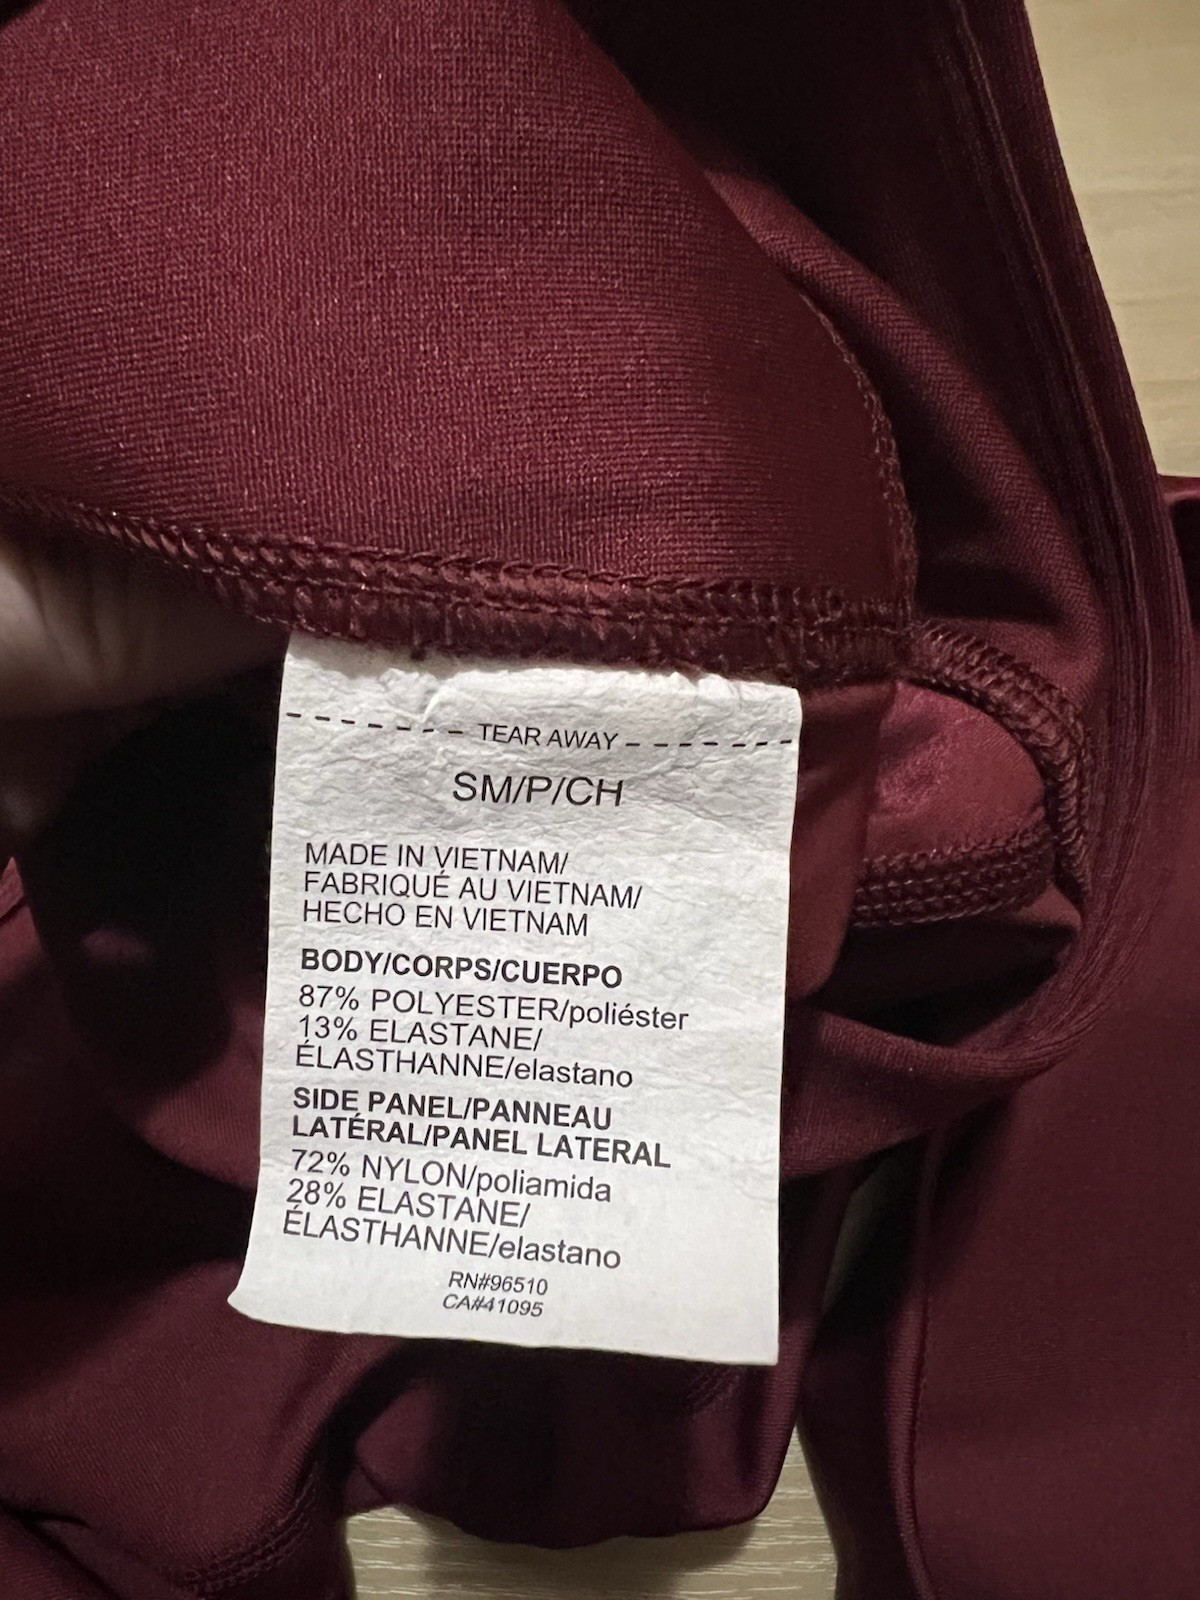 TEAR AWAY
SM/P/CH
MADE IN VIETNAM/
FABRIQUÉ AU VIETNAM/
HECHO EN VIETNAM
BODY/CORPS/CUERPO
87% POLYESTER/poliéster
13% ELASTANE/
ÉLASTHANNE/elastano
SIDE PANEL/PANNEAU
LATÉRAL/PANEL LATERAL
72% NYLON/poliamida
28% ELASTANE/
ÉLASTHANNE/elastano
RN#96510
CA#41095